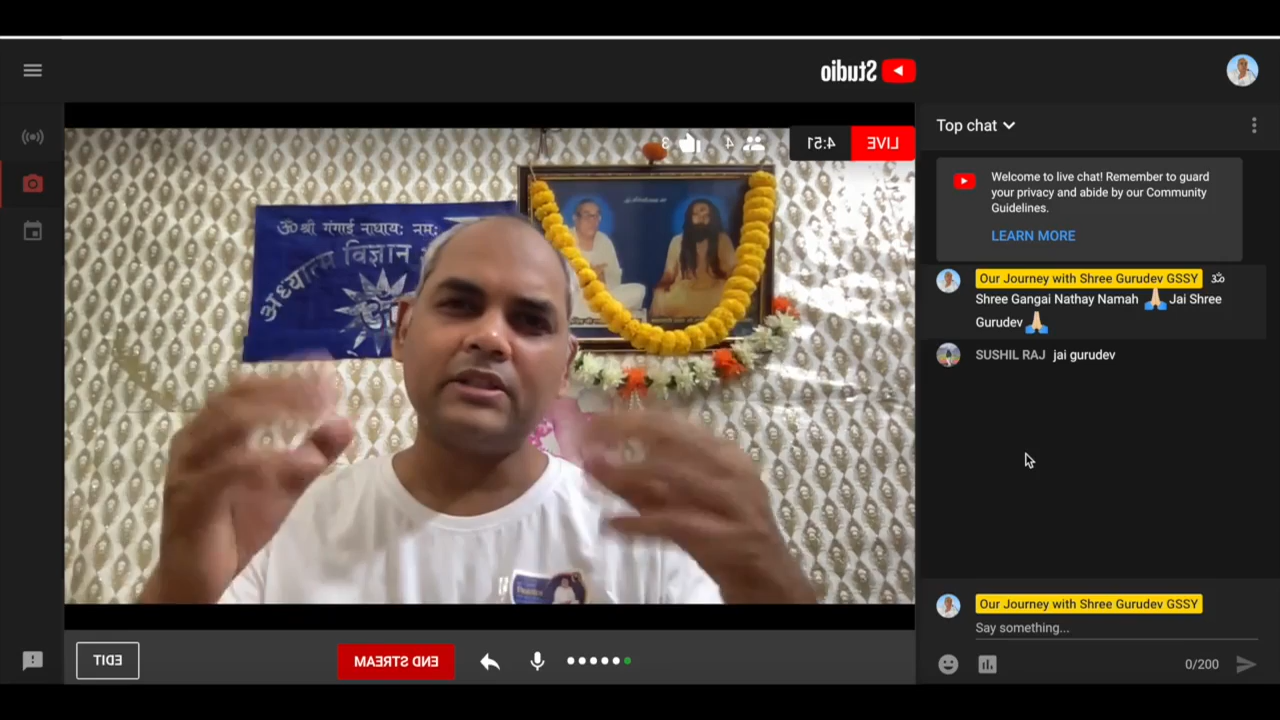 Studio
LIVE
4:51
4
3
ॐ श्री गंगाई नाथाय: नम:
अध्यात्म विज्ञान
EDIT
END STREAM
Top chat
Welcome to live chat! Remember to guard
your privacy and abide by our Community
Guidelines.
LEARN MORE
Our Journey with Shree Gurudev GSSY ॐ
Shree Gangai Nathay Namah 🙏 Jai Shree
Gurudev 🙏
SUSHIL RAJ jai gurudev
Our Journey with Shree Gurudev GSSY
Say something...
0/200